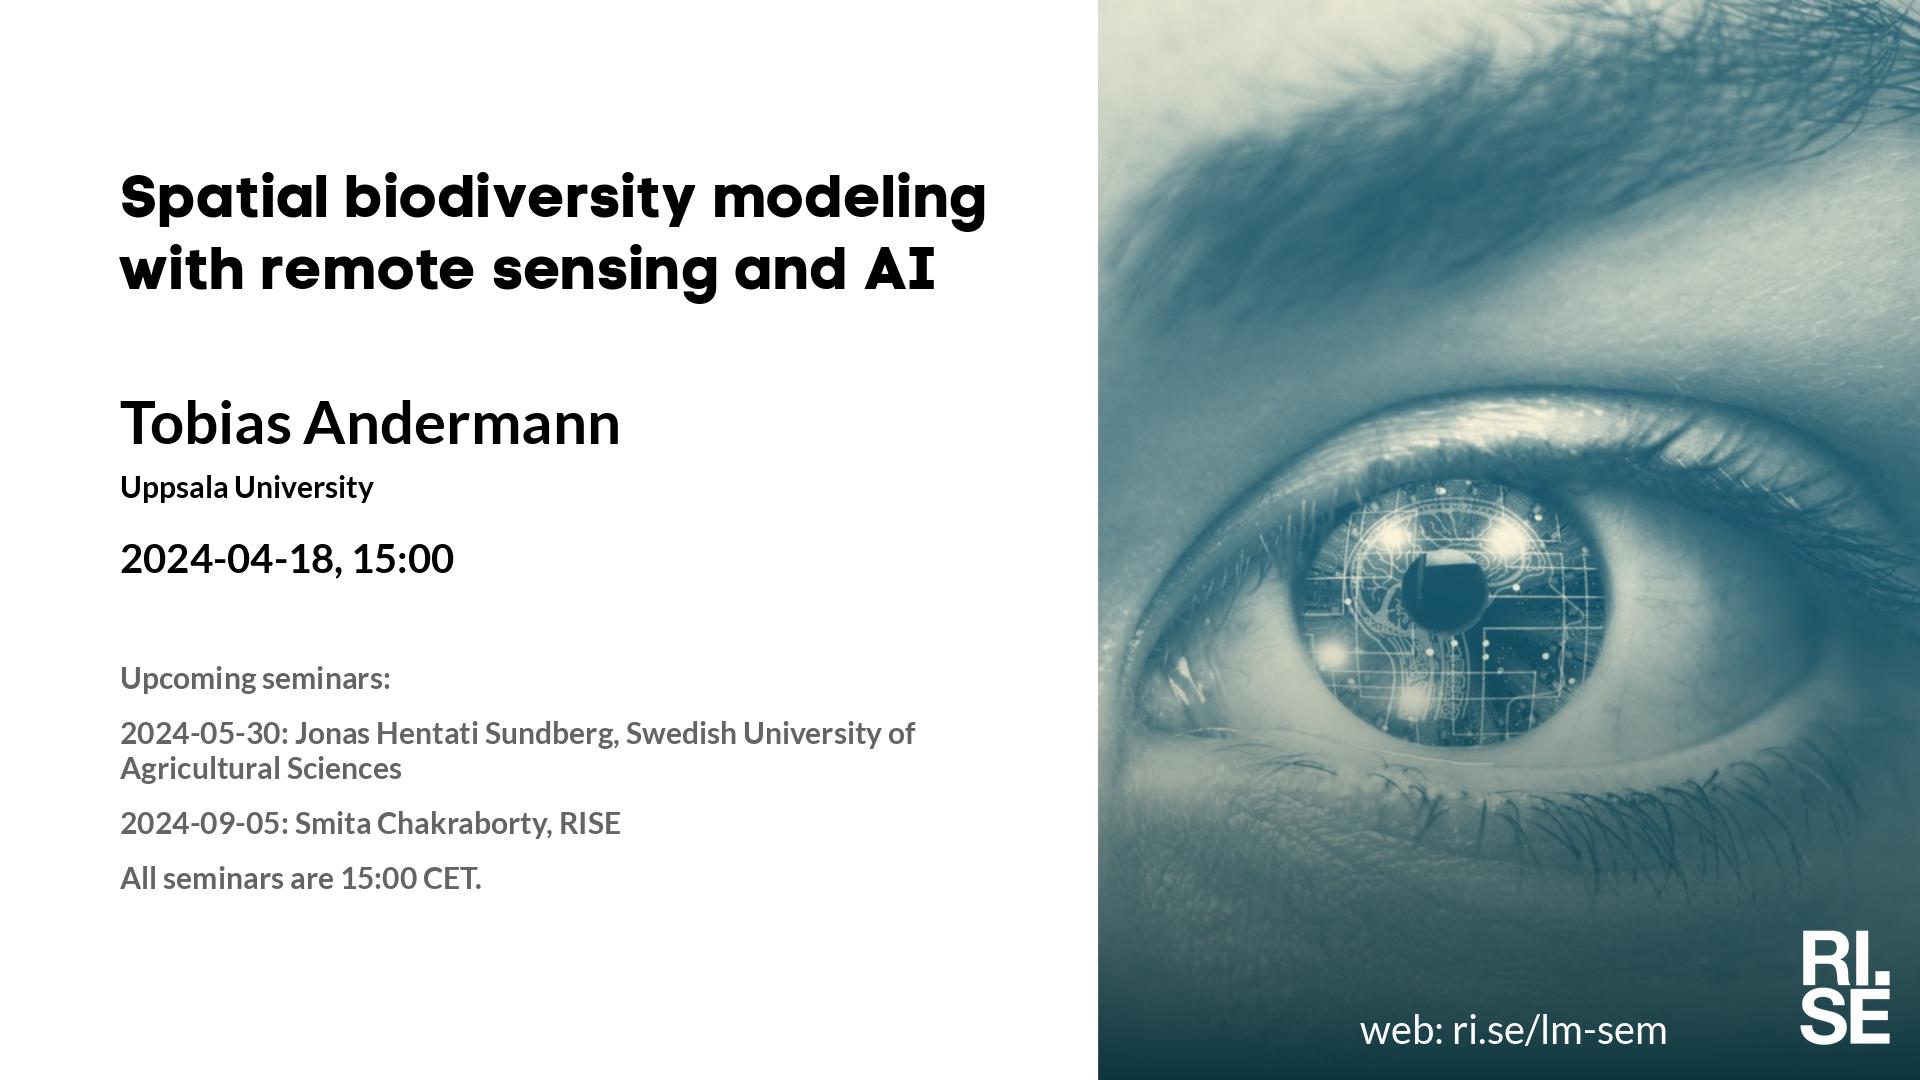 Spatial biodiversity modeling
with remote sensing and AI
Tobias Andermann
Uppsala University
2024-04-18, 15:00
Upcoming seminars:
2024-05-30: Jonas Hentati Sundberg, Swedish University of
Agricultural Sciences
2024-09-05: Smita Chakraborty, RISE
All seminars are 15:00 CET.
web: ri.se/lm-sem
RI.
SE